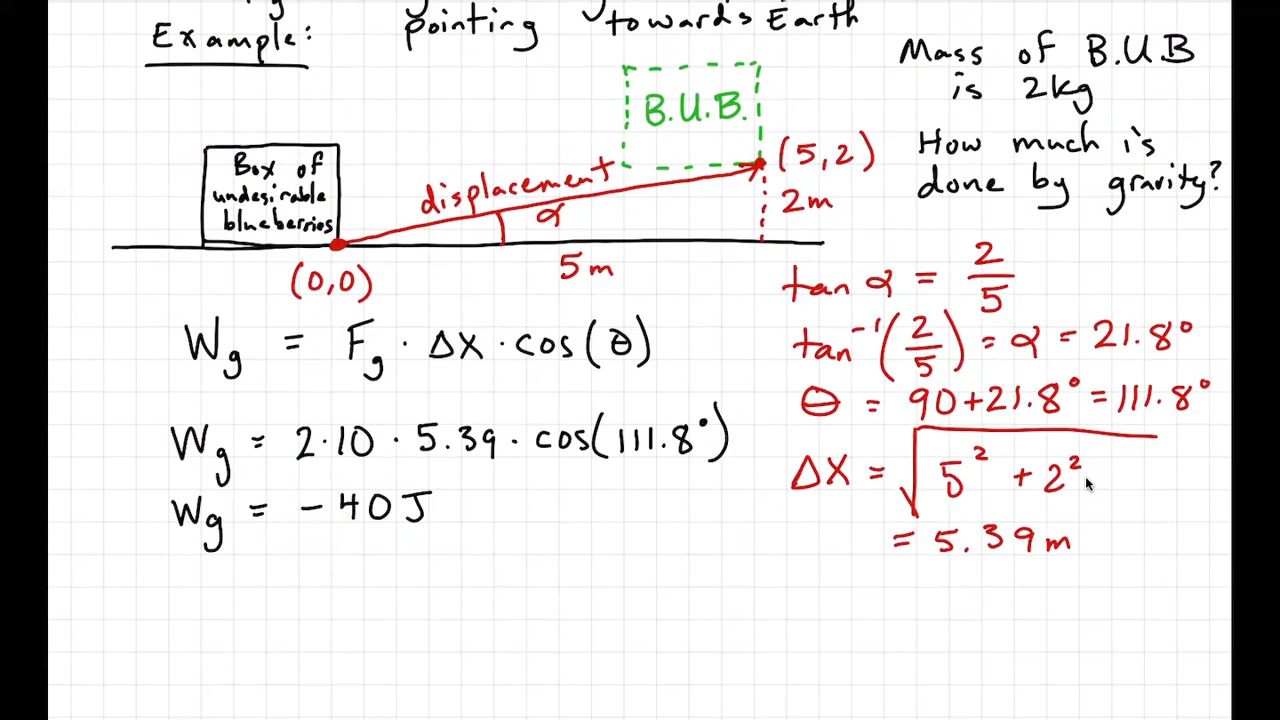 pointing towards Earth
Example:
Mass of B.U.B
is 2kg
How much is
done by gravity?
B.U.B.
Box of
undesirable
blueberries
displacement
α
(5,2)
2m
(0,0)
5m
Wg = Fg · Δx · cos(θ)
Wg = 2·10 · 5.39 · cos(111.8°)
Wg = -40J
tan α = 2/5
tan⁻¹(2/5) = α = 21.8°
θ = 90+21.8° = 111.8°
Δx = √5² + 2²
= 5.39m